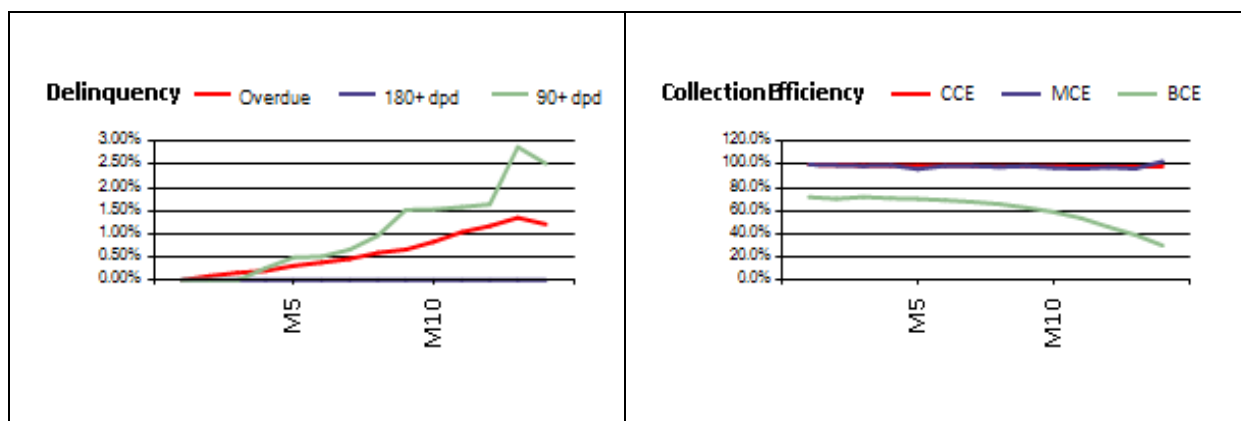 Delinquency Overdue 180+ dpd 90+ dpd
3.00%
2.50%
2.00%
1.50%
1.00%
0.50%
0.00%
M5
M10
Collection Efficiency CCE MCE BCE
120.0%
100.0%
80.0%
60.0%
40.0%
20.0%
0.0%
M5
M10